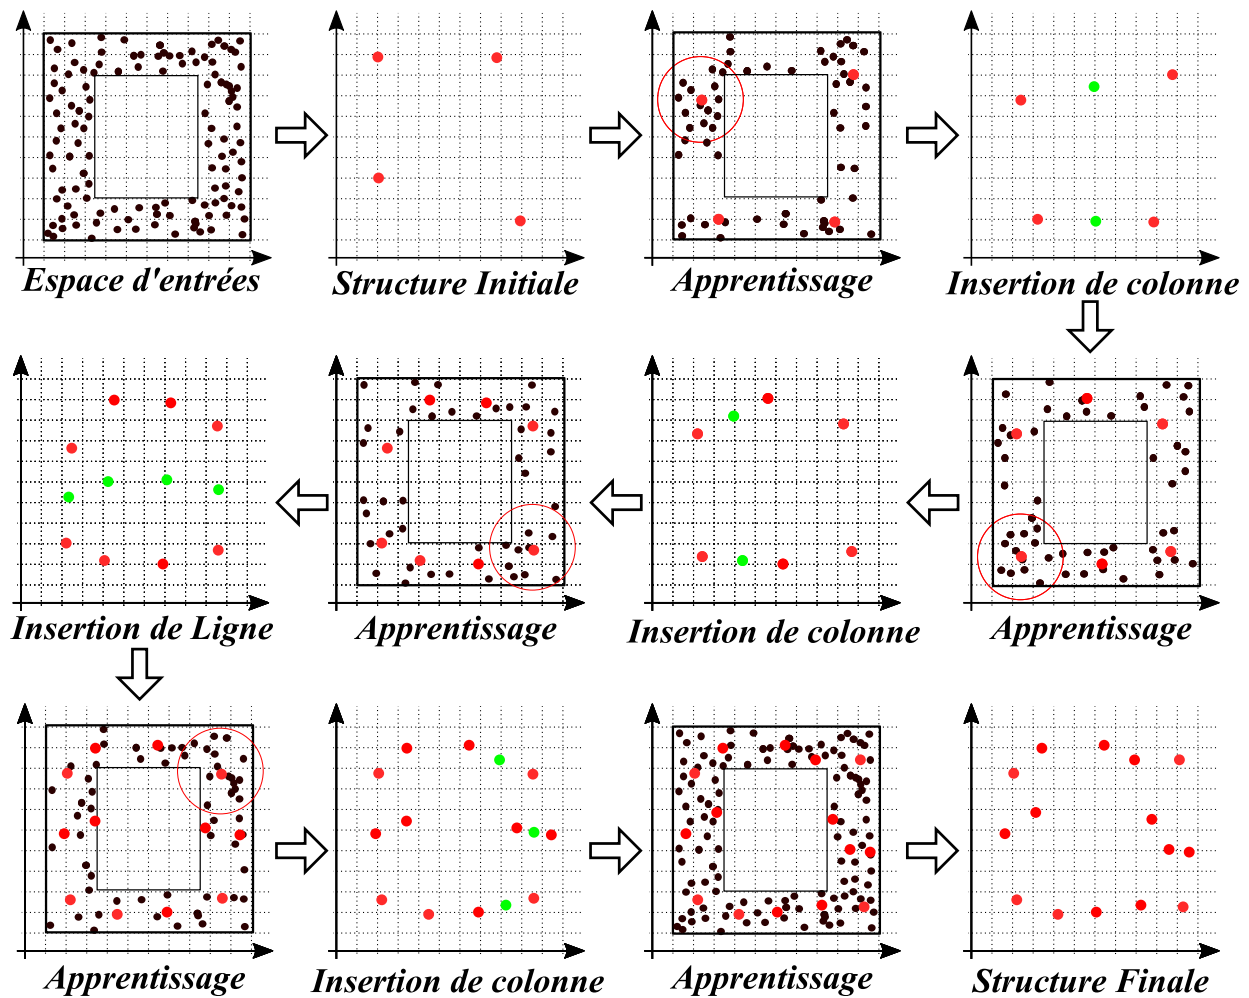 Espace d'entrées
Structure Initiale
Apprentissage
Insertion de colonne
Insertion de Ligne
Apprentissage
Insertion de colonne
Apprentissage
Apprentissage
Insertion de colonne
Apprentissage
Structure Finale